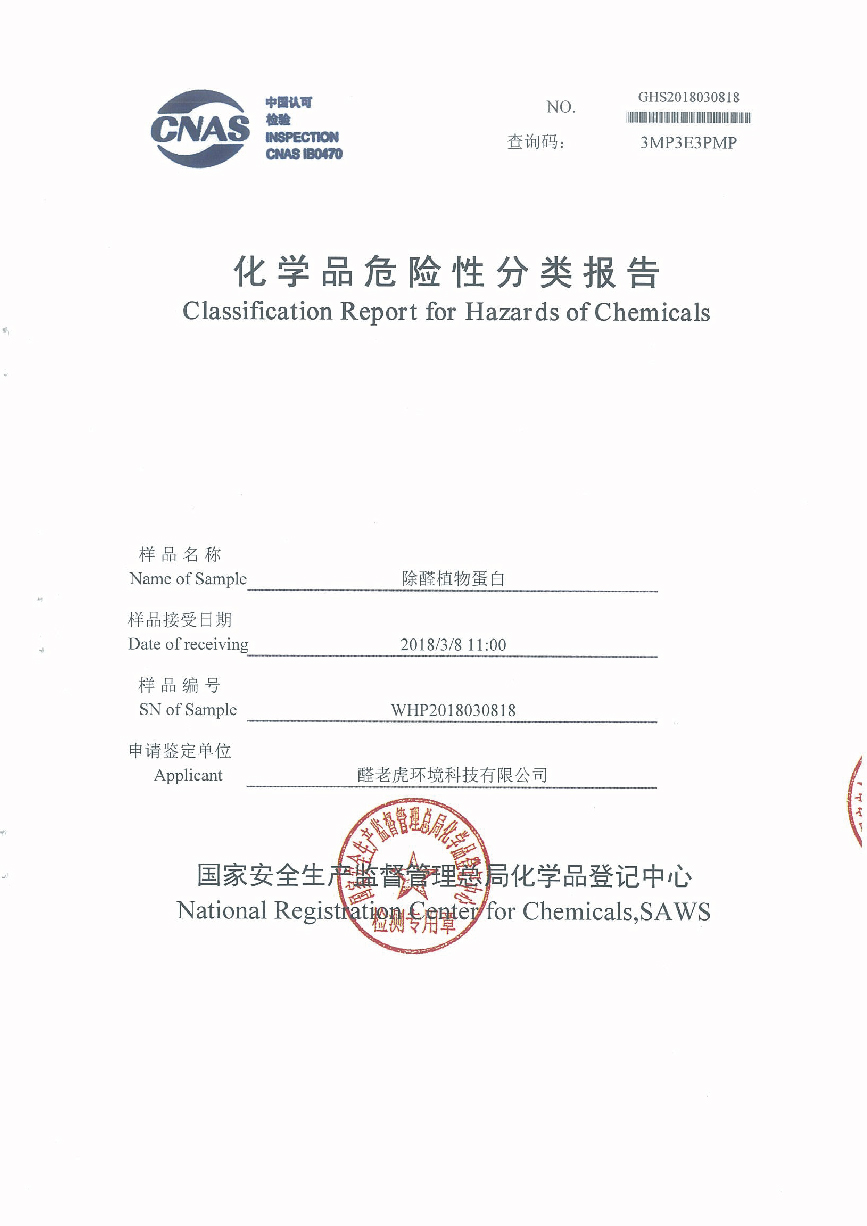 CNAS
中国认可
检验
INSPECTION
CNAS IB0470
NO.
GHS2018030818
查询码：
3MP3E3PMP
化学品危险性分类报告
Classification Report for Hazards of Chemicals
样品名称
Name of Sample 除醛植物蛋白
样品接受日期
Date of receiving 2018/3/8 11:00
样品编号
SN of Sample WHP2018030818
申请鉴定单位
Applicant 醛老虎环境科技有限公司
国家安全生产监督管理总局化学品登记中心
国家安全生产监督管理总局化学品登记中心
National Registration Center for Chemicals,SAWS
检测专用章